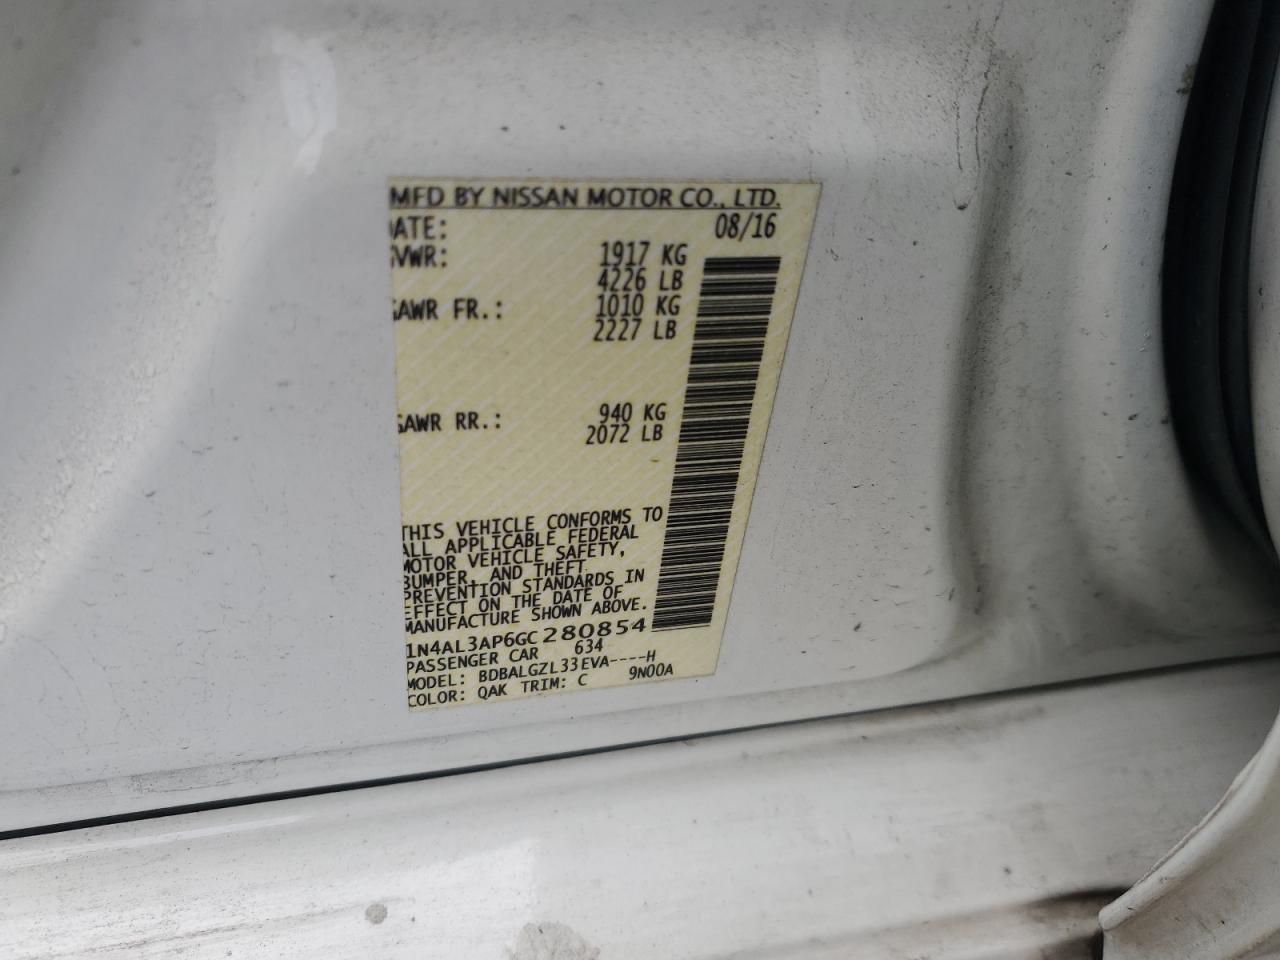 MFD BY NISSAN MOTOR CO., LTD.
DATE: 08/16
GVWR: 1917 KG
4226 LB
GAWR FR.: 1010 KG
2227 LB
GAWR RR.: 940 KG
2072 LB
THIS VEHICLE CONFORMS TO
ALL APPLICABLE FEDERAL
MOTOR VEHICLE SAFETY,
BUMPER, AND THEFT
PREVENTION STANDARDS IN
EFFECT ON THE DATE OF
MANUFACTURE SHOWN ABOVE.
1N4AL3AP6GC280854
PASSENGER CAR 634
MODEL: BDBALGZL33EVA----H
COLOR: QAK TRIM: C 9N00A